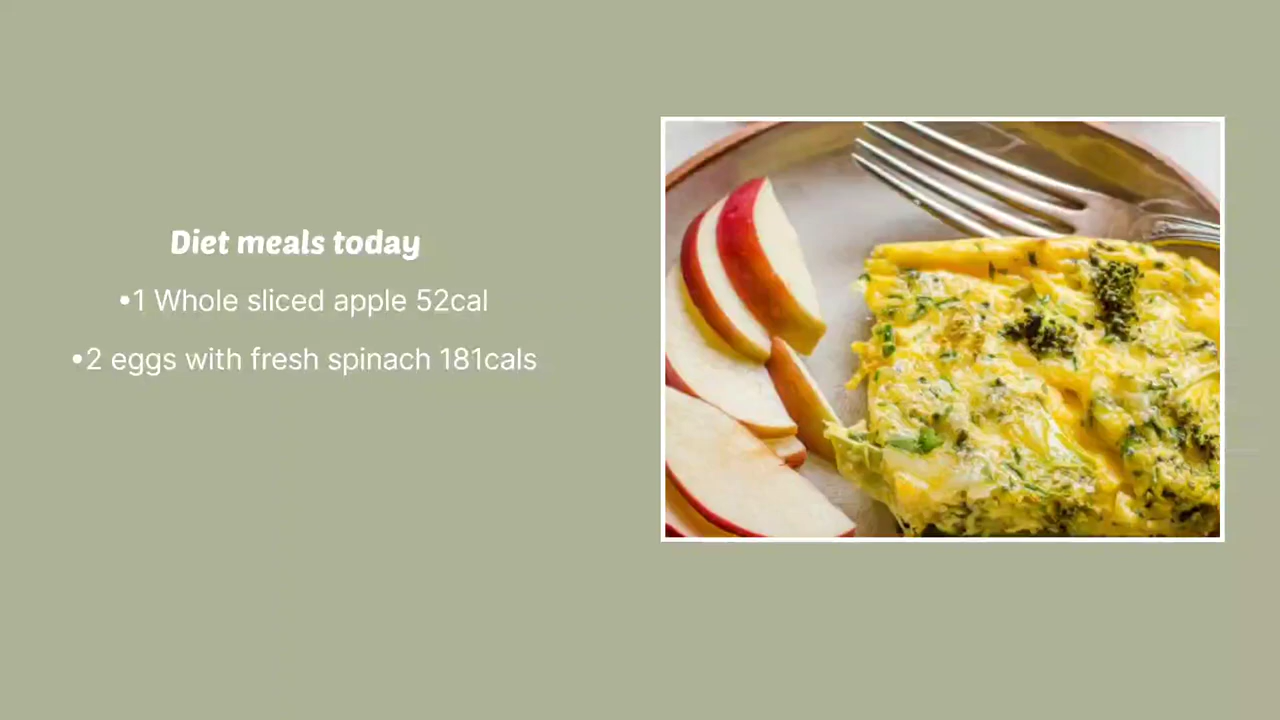 Diet meals today
•1 Whole sliced apple 52cal
•2 eggs with fresh spinach 181cals